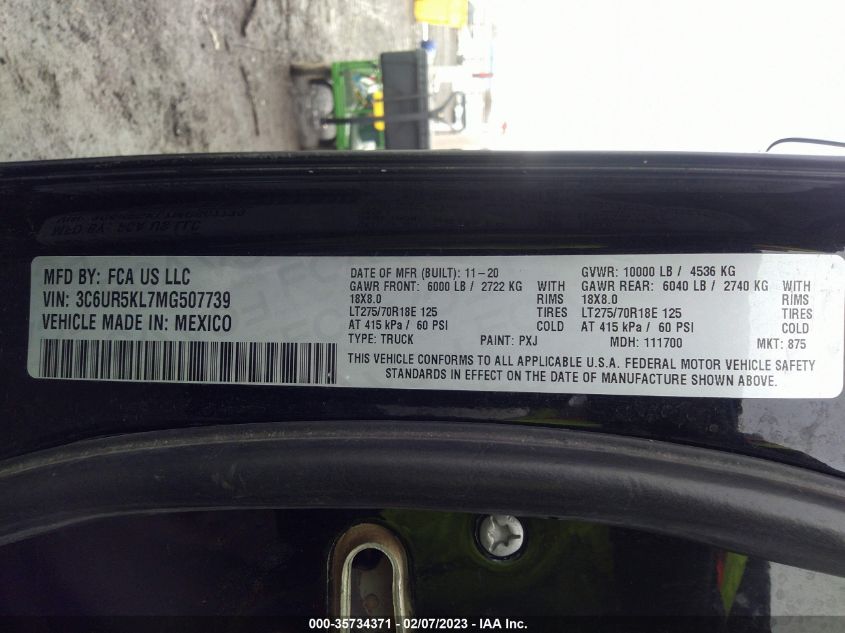 MFD BY: FCA US LLC
VIN: 3C6UR5KL7MG507739
VEHICLE MADE IN: MEXICO
DATE OF MFR (BUILT): 11-20
GAWR FRONT: 6000 LB / 2722 KG WITH
18X8.0 RIMS
LT275/70R18E 125 TIRES
AT 415 kPa / 60 PSI COLD
TYPE: TRUCK PAINT: PXJ
GVWR: 10000 LB / 4536 KG
GAWR REAR: 6040 LB / 2740 KG WITH
18X8.0 RIMS
LT275/70R18E 125 TIRES
AT 415 kPa / 60 PSI COLD
MDH: 111700 MKT: 875
THIS VEHICLE CONFORMS TO ALL APPLICABLE U.S.A. FEDERAL MOTOR VEHICLE SAFETY
STANDARDS IN EFFECT ON THE DATE OF MANUFACTURE SHOWN ABOVE.
000-35734371 - 02/07/2023 - IAA Inc.